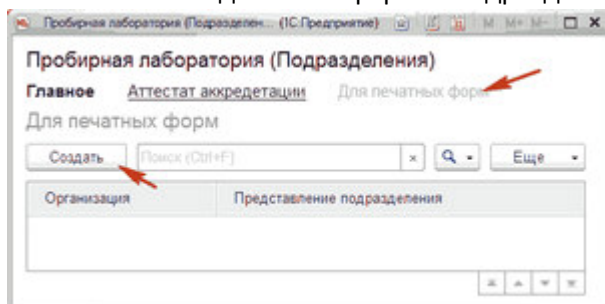 Пробирная лаборатория (Подразделен... (1С:Предприятие) M M+ M-
Пробирная лаборатория (Подразделения)
Главное Аттестат аккредетации Для печатных форм
Для печатных форм
Создать Поиск (Ctrl+F) × Еще
Организация Представление подразделения